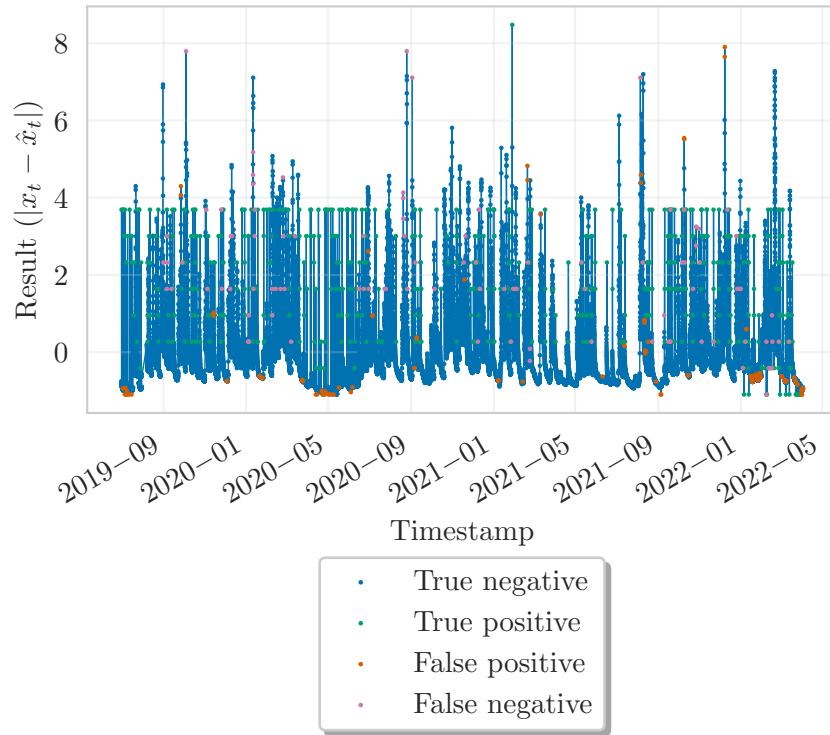 8
6
4
2
0
Result (|x_t − x̂_t|)
2019−09
2020−01
2020−05
2020−09
2021−01
2021−05
2021−09
2022−01
2022−05
Timestamp
True negative
True positive
False positive
False negative